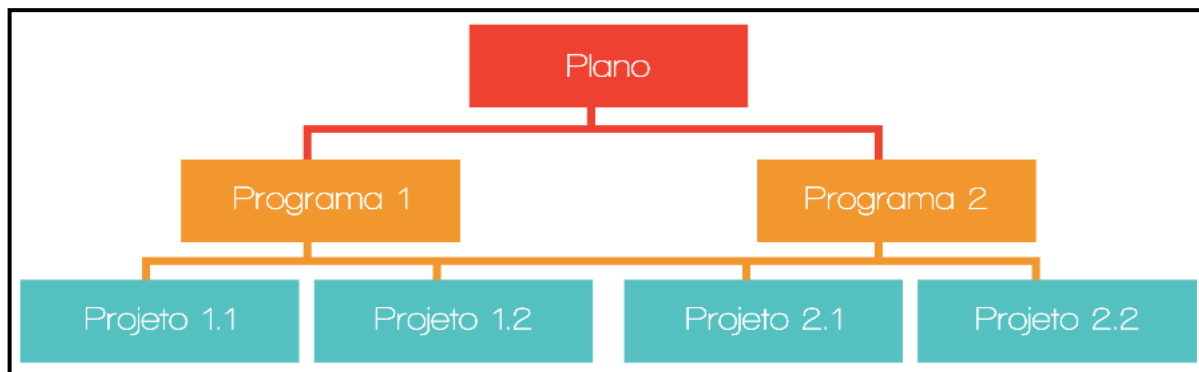 Plano
Programa 1
Programa 2
Projeto 1.1
Projeto 1.2
Projeto 2.1
Projeto 2.2